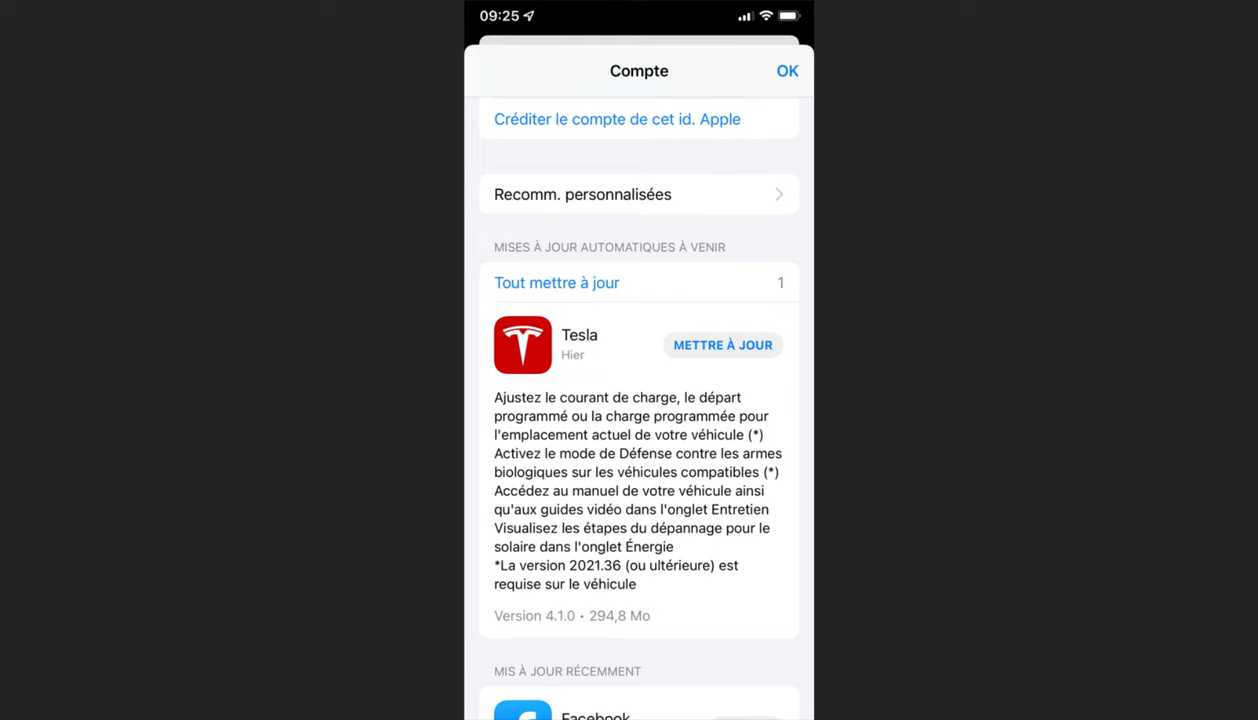 09:25
Compte
OK
Créditer le compte de cet id. Apple
Recomm. personnalisées
MISES À JOUR AUTOMATIQUES À VENIR
Tout mettre à jour
1
Tesla
Hier
METTRE À JOUR
Ajustez le courant de charge, le départ
programmé ou la charge programmée pour
l'emplacement actuel de votre véhicule (*)
Activez le mode de Défense contre les armes
biologiques sur les véhicules compatibles (*)
Accédez au manuel de votre véhicule ainsi
qu'aux guides vidéo dans l'onglet Entretien
Visualisez les étapes du dépannage pour le
solaire dans l'onglet Énergie
*La version 2021.36 (ou ultérieure) est
requise sur le véhicule
Version 4.1.0 • 294,8 Mo
MIS À JOUR RÉCEMMENT
Facebook